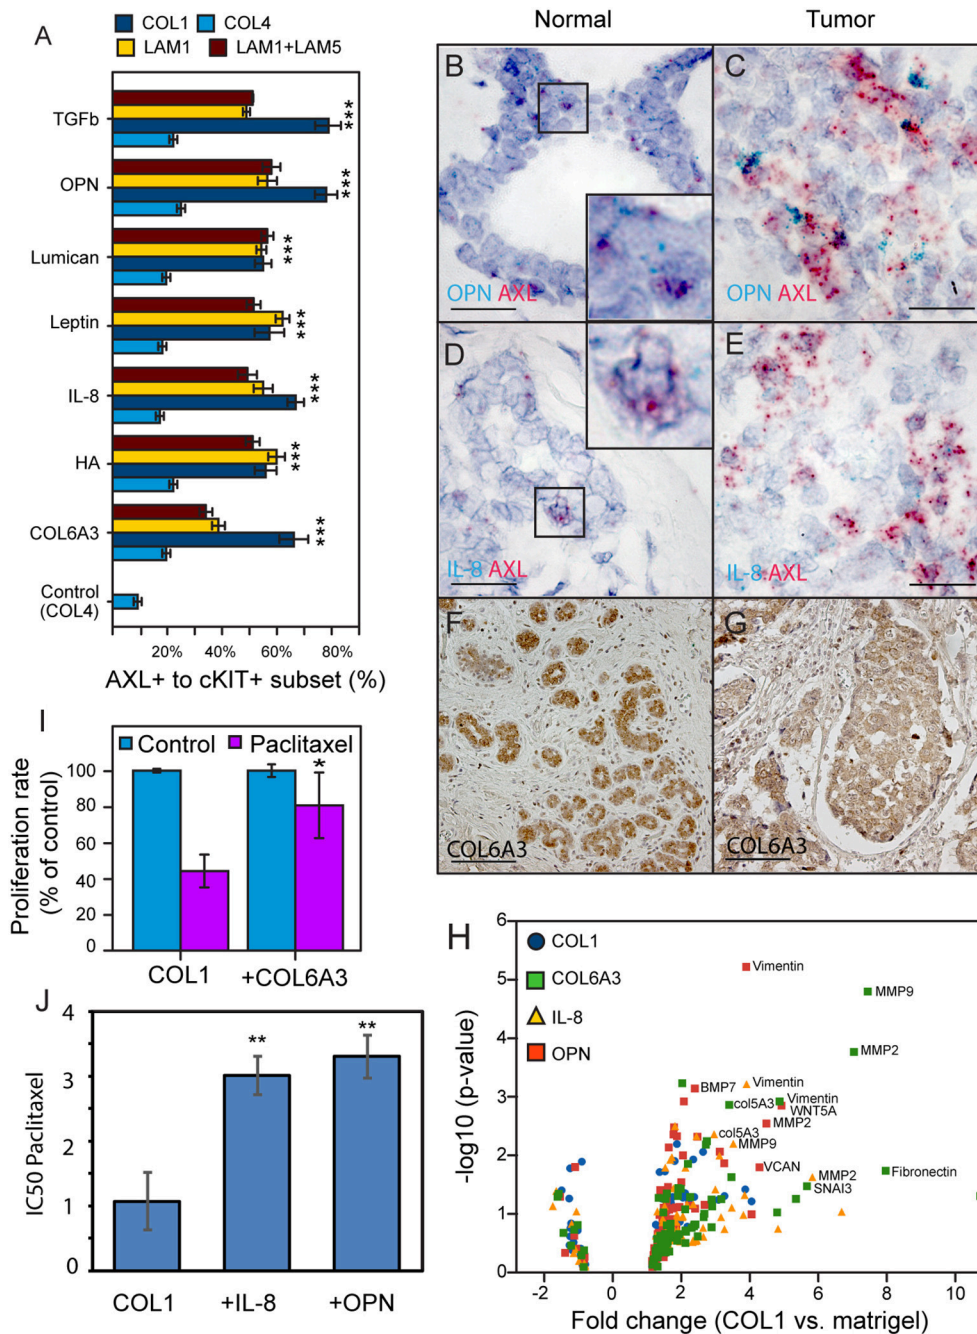 Normal
Tumor
A
COL1
COL4
LAM1
LAM1+LAM5
TGFb
***
OPN
***
Lumican
***
Leptin
***
IL-8
***
HA
***
COL6A3
***
Control
(COL4)
20%
40%
60%
80%
AXL+ to cKIT+ subset (%)
B
OPN AXL
C
OPN AXL
D
IL-8 AXL
E
IL-8 AXL
F
COL6A3
G
COL6A3
I
Control
Paclitaxel
Proliferation rate
(% of control)
100
80
60
40
20
0
*
COL1
+COL6A3
J
IC50 Paclitaxel
4
3
2
1
0
**
**
COL1
+IL-8
+OPN
H
COL1
COL6A3
IL-8
OPN
-log10 (p-value)
6
5
4
3
2
1
0
Vimentin
MMP9
MMP2
BMP7
Vimentin
col5A3
Vimentin
WNT5A
MMP2
col5A3
MMP9
VCAN
MMP2
SNAI3
Fibronectin
-2
0
2
4
6
8
10
Fold change (COL1 vs. matrigel)